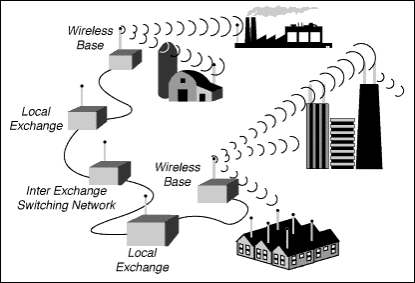 Wireless
Base
Local
Exchange
Wireless
Base
Inter Exchange
Switching Network
Local
Exchange